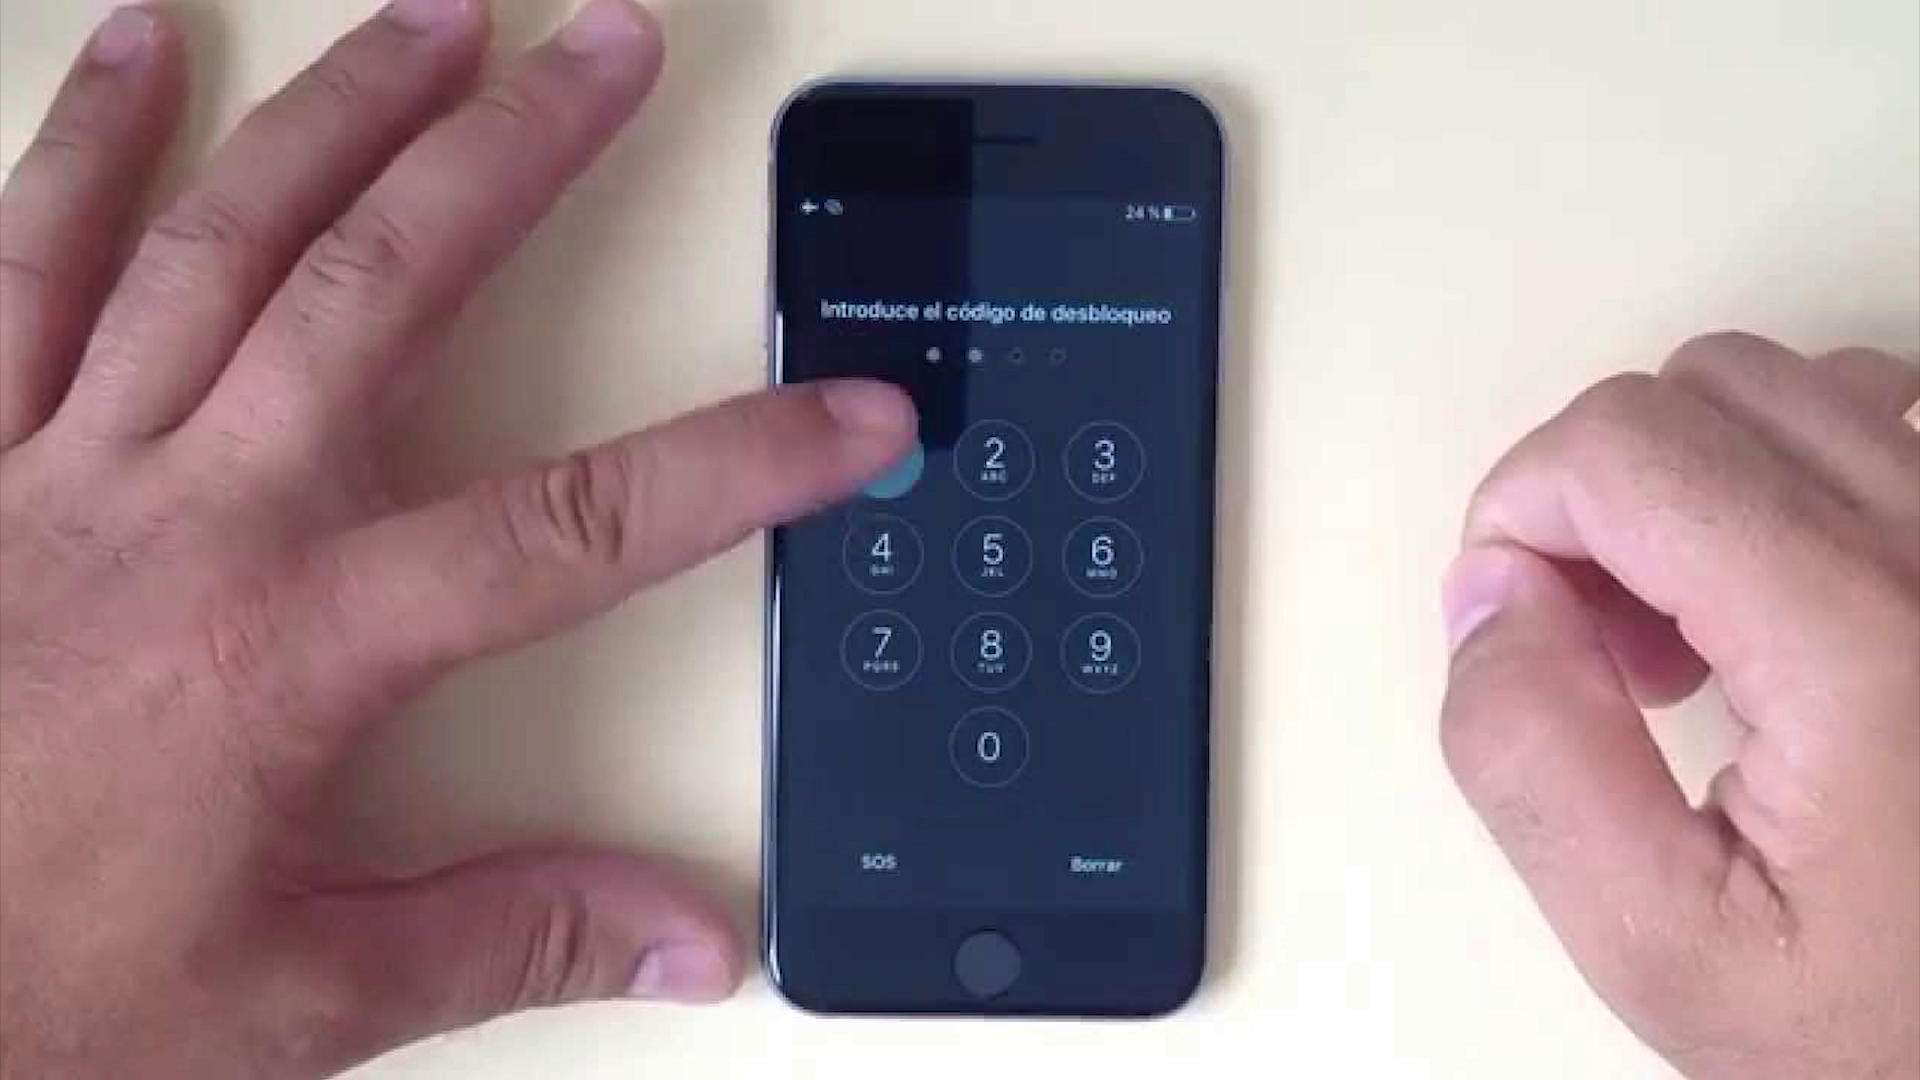 24 %
Introduce el código de desbloqueo
2 3
ABC DEF
4 5 6
GHI JKL MNO
7 8 9
PQRS TUV WXYZ
0
SOS Borrar